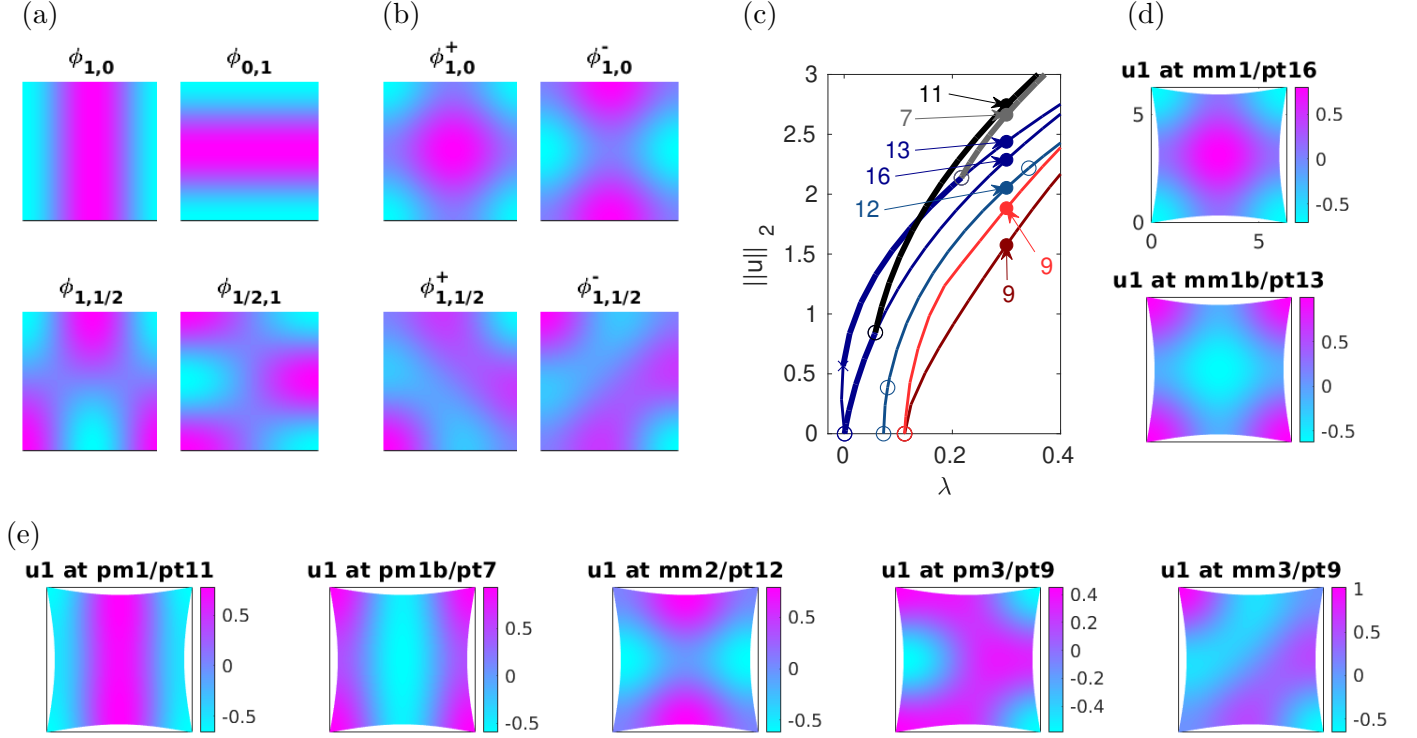 (a)
ϕ1,0
ϕ0,1
ϕ1,1/2
ϕ1/2,1
(b)
ϕ+1,0
ϕ-1,0
ϕ+1,1/2
ϕ-1,1/2
(c)
3
2.5
2
1.5
1
0.5
0
||u|| 2
11
7
13
16
12
9
9
0
0.2
0.4
λ
(d)
u1 at mm1/pt16
5
0
0
5
0.5
0
-0.5
u1 at mm1b/pt13
0.5
0
-0.5
(e)
u1 at pm1/pt11
0.5
0
-0.5
u1 at pm1b/pt7
0.5
0
-0.5
u1 at mm2/pt12
0.5
0
-0.5
u1 at pm3/pt9
0.4
0.2
0
-0.2
-0.4
u1 at mm3/pt9
1
0.5
0
-0.5